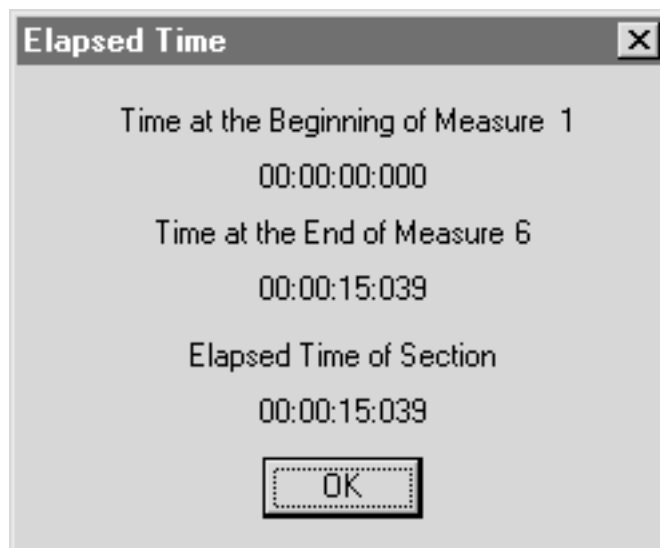 Elapsed Time
Time at the Beginning of Measure 1
00:00:00:000
Time at the End of Measure 6
00:00:15:039
Elapsed Time of Section
00:00:15:039
OK